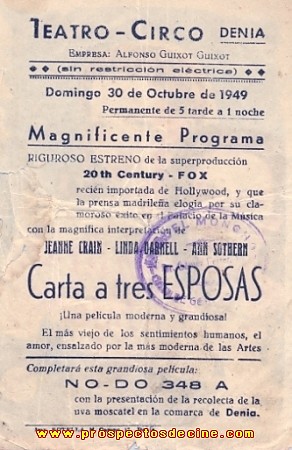 TEATRO-CIRCO DENIA
EMPRESA: ALFONSO GUIXOT GUIXOT
(sin restricción eléctrica)
Domingo 30 de Octubre de 1949
Permanente de 5 tarde a 1 noche
Magnificente Programa
RIGUROSO ESTRENO de la superproducción
20th Century - FOX
recién importada de Hollywood, y que
la prensa madrileña elogia por su cla-
moroso éxito en el Palacio de la Música
con la magnífica interpretación de
JEANNE CRAIN - LINDA DARNELL - ANN SOTHERN
Carta a tres ESPOSAS
¡Una película moderna y grandiosa!
El más viejo de los sentimientos humanos, el
amor, ensalzado por la más moderna de las Artes
Completará esta grandiosa película:
NO-DO 348 A
con la presentación de la recolecta de la
uva moscatel en la comarca de Denia.
www.prospectosdecine.com